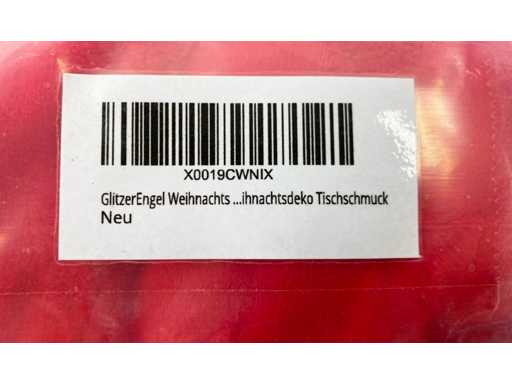 X0019CWNIX
GlitzerEngel Weihnachts ...ihnachtsdeko Tischschmuck
Neu